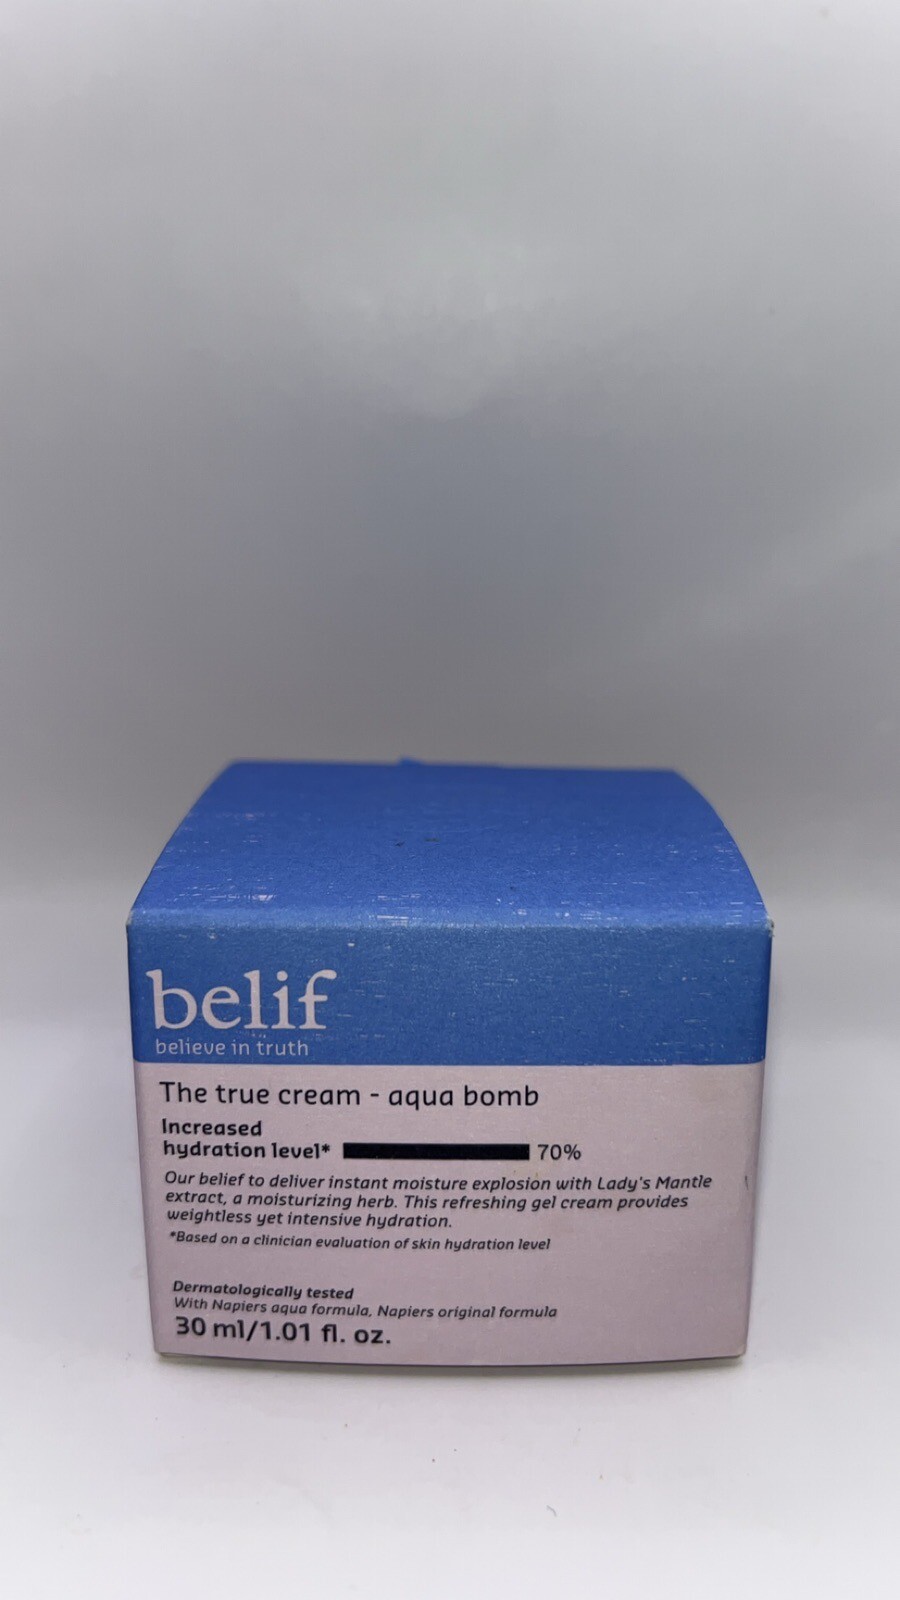 belif
believe in truth
The true cream - aqua bomb
Increased
hydration level* 70%
Our belief to deliver instant moisture explosion with Lady's Mantle
extract, a moisturizing herb. This refreshing gel cream provides
weightless yet intensive hydration.
*Based on a clinician evaluation of skin hydration level
Dermatologically tested
With Napiers aqua formula, Napiers original formula
30 ml/1.01 fl. oz.